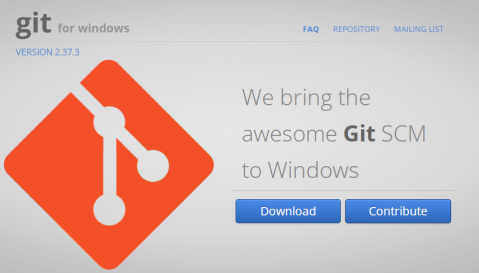 git for windows
FAQ REPOSITORY MAILING LIST
VERSION 2.37.3
We bring the
awesome Git SCM
to Windows
Download Contribute